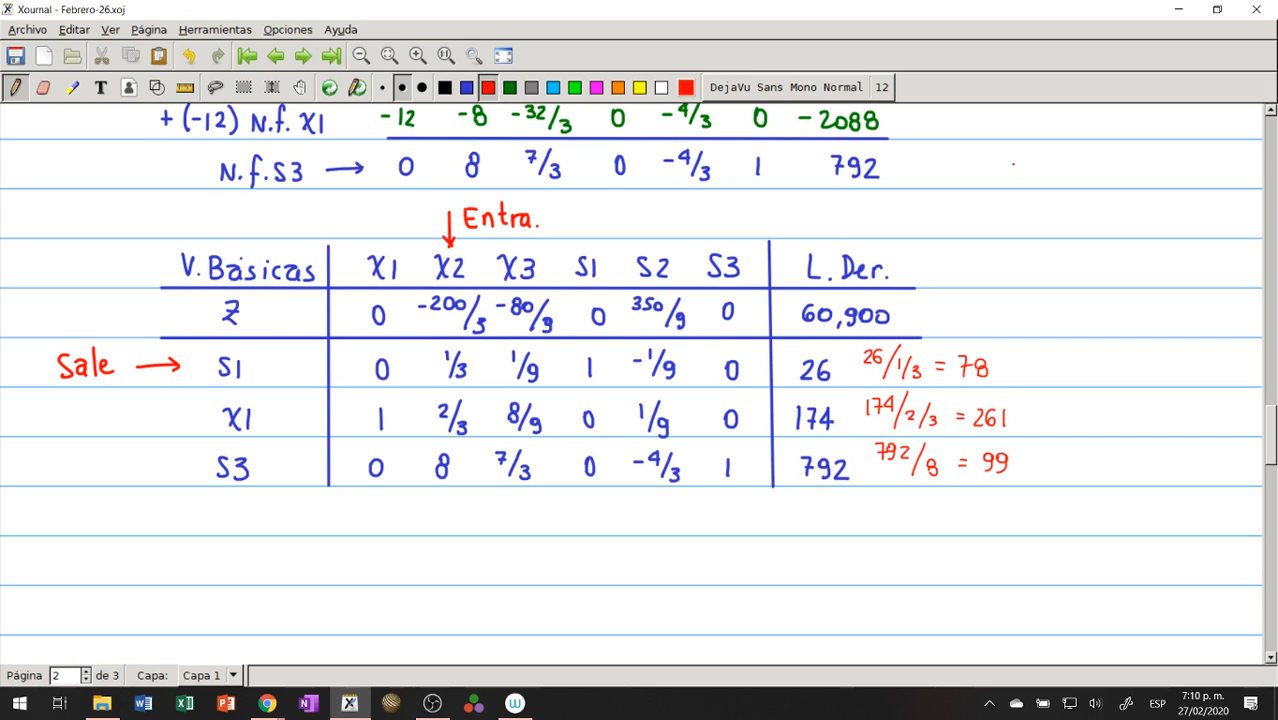 Xournal - Febrero-26.xoj
Archivo Editar Ver Página Herramientas Opciones Ayuda
DejaVu Sans Mono Normal 12
+ (-12) N.f. X1 -12 -8 -32/3 0 -4/3 0 -2088
N.f.S3 → 0 8 7/3 0 -4/3 1 792
↓ Entra.
V. Básicas X1 X2 X3 S1 S2 S3 L. Der.
Z 0 -200/3 -80/9 0 350/9 0 60,900
Sale → S1 0 1/3 1/9 1 -1/9 0 26 26/1/3 = 78
X1 1 2/3 8/9 0 1/9 0 174 174/2/3 = 261
S3 0 8 7/3 0 -4/3 1 792 792/8 = 99
Página 2 de 3 Capa: Capa 1
ESP 7:10 p. m.
27/02/2020